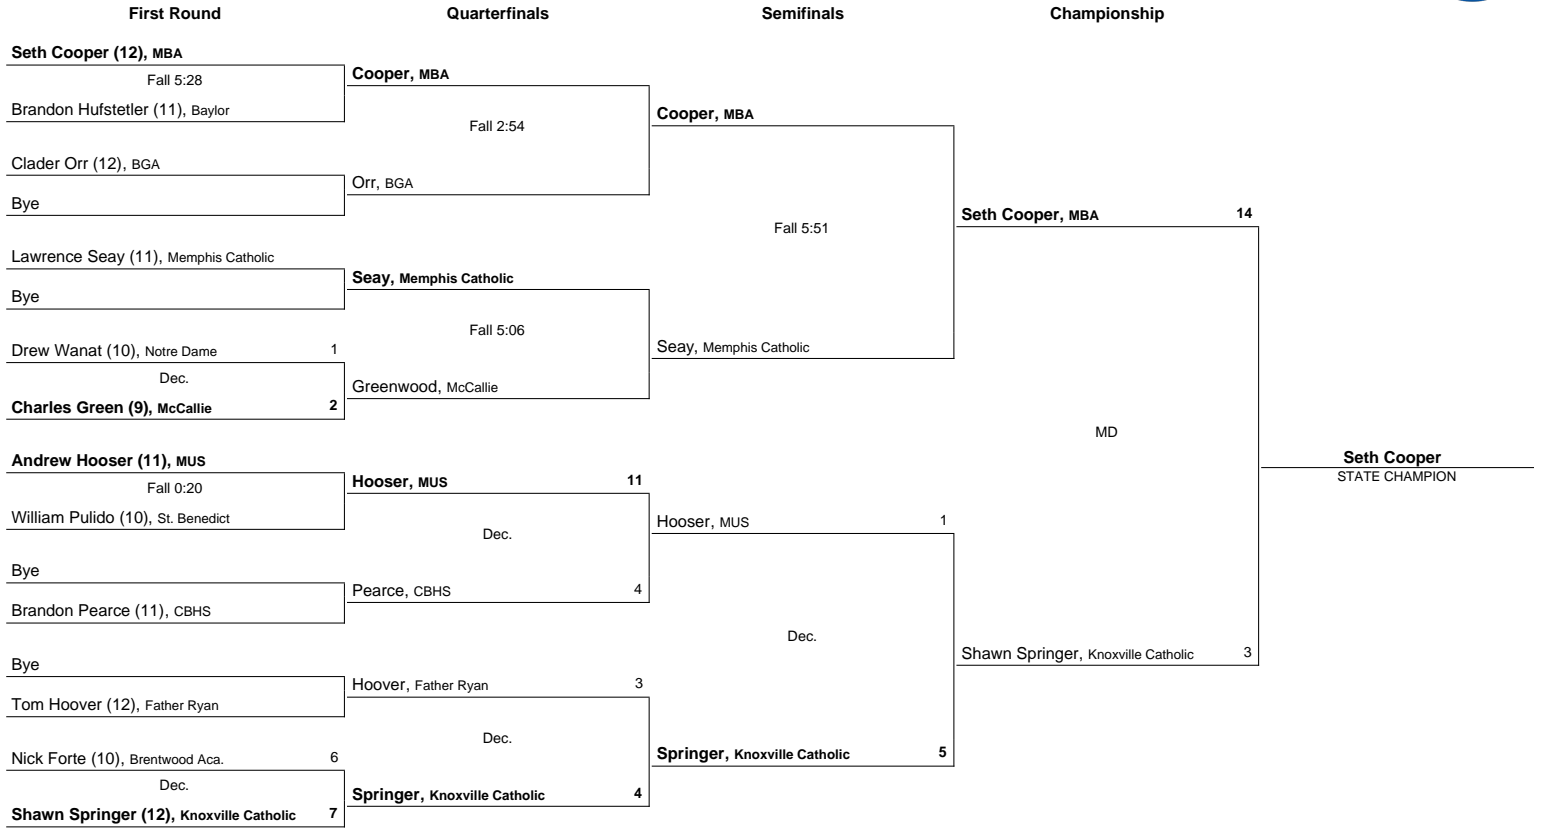 First Round Quarterfinals Semifinals Championship
Seth Cooper (12), MBA
Fall 5:28
Brandon Hufstetler (11), Baylor
Clader Orr (12), BGA
Bye
Lawrence Seay (11), Memphis Catholic
Bye
Drew Wanat (10), Notre Dame 1
Dec.
Charles Green (9), McCallie 2
Andrew Hooser (11), MUS
Fall 0:20
William Pulido (10), St. Benedict
Bye
Brandon Pearce (11), CBHS
Bye
Tom Hoover (12), Father Ryan
Nick Forte (10), Brentwood Aca. 6
Dec.
Shawn Springer (12), Knoxville Catholic 7
Cooper, MBA
Fall 2:54
Orr, BGA
Seay, Memphis Catholic
Fall 5:06
Greenwood, McCallie
Hooser, MUS 11
Dec.
Pearce, CBHS 4
Hoover, Father Ryan 3
Dec.
Springer, Knoxville Catholic 4
Cooper, MBA
Fall 5:51
Seay, Memphis Catholic
Hooser, MUS 1
Dec.
Springer, Knoxville Catholic 5
Seth Cooper, MBA 14
MD
Shawn Springer, Knoxville Catholic 3
Seth Cooper
STATE CHAMPION